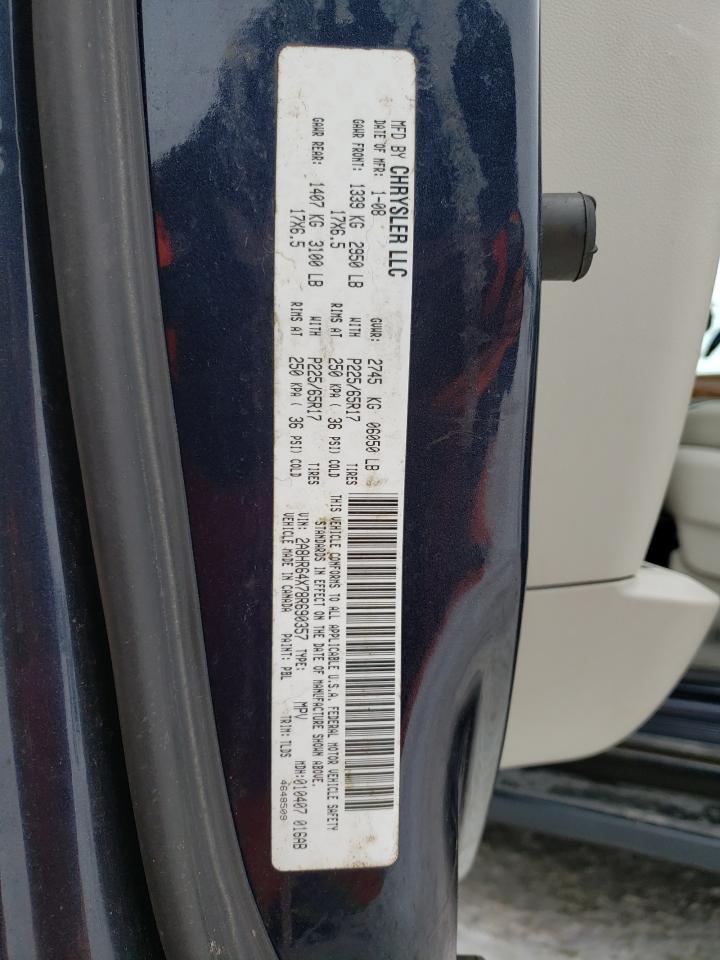 MFD BY CHRYSLER LLC
DATE OF MFR: 1-08 GVWR: 2745 KG 06050 LB
GAWR FRONT: 1339 KG 2950 LB WITH P225/65R17 TIRES
17X6.5 RIMS AT 250 KPA ( 36 PSI) COLD
GAWR REAR: 1407 KG 3100 LB WITH P225/65R17 TIRES
17X6.5 RIMS AT 250 KPA ( 36 PSI) COLD
THIS VEHICLE CONFORMS TO ALL APPLICABLE U.S.A. FEDERAL MOTOR VEHICLE SAFETY
STANDARDS IN EFFECT ON THE DATE OF MANUFACTURE SHOWN ABOVE.
VIN: 2A8HR64X78R690357 TYPE: MPV MDH:010407 016AB
VEHICLE MADE IN CANADA PAINT: PBL TRIM: TLDS
4648509